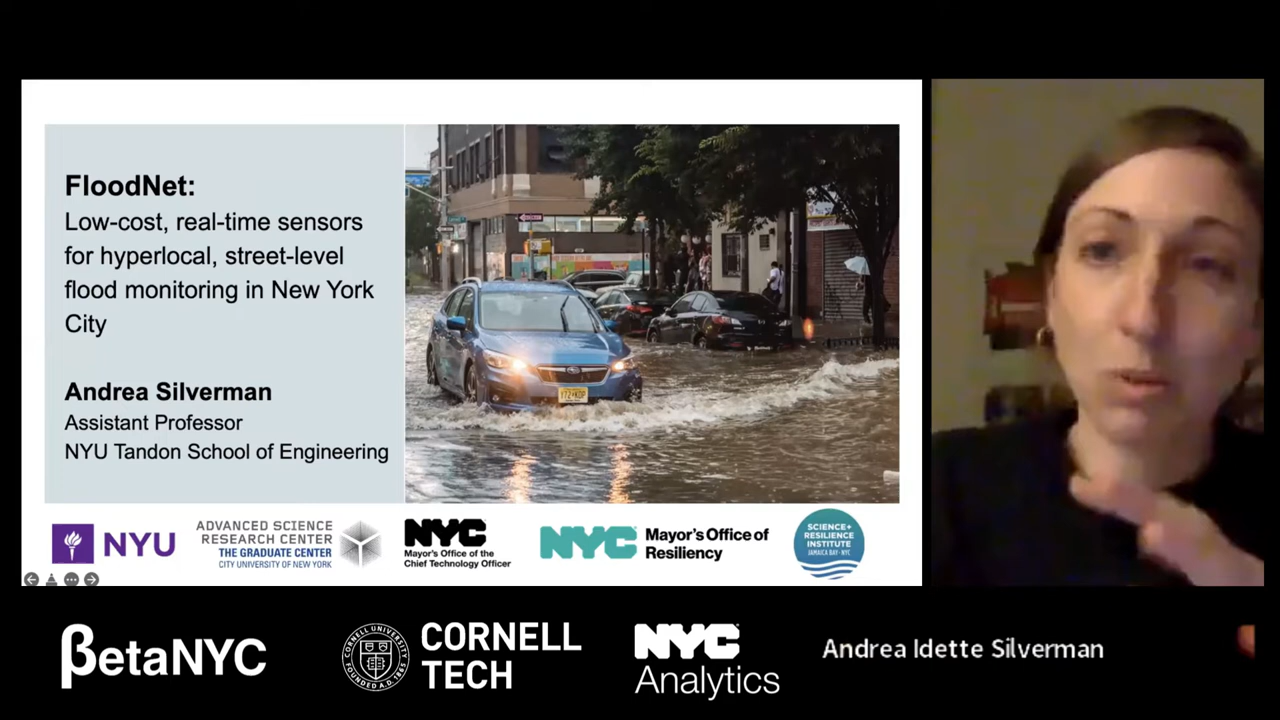 FloodNet:
Low-cost, real-time sensors
for hyperlocal, street-level
flood monitoring in New York
City
Andrea Silverman
Assistant Professor
NYU Tandon School of Engineering
NYU
ADVANCED SCIENCE
RESEARCH CENTER
THE GRADUATE CENTER
CITY UNIVERSITY OF NEW YORK
NYC
Mayor's Office of the
Chief Technology Officer
NYC
Mayor's Office of
Resiliency
SCIENCE+
RESILIENCE
INSTITUTE
JAMAICA BAY · NYC
βetaNYC
CORNELL
TECH
NYC
Analytics
Andrea Idette Silverman